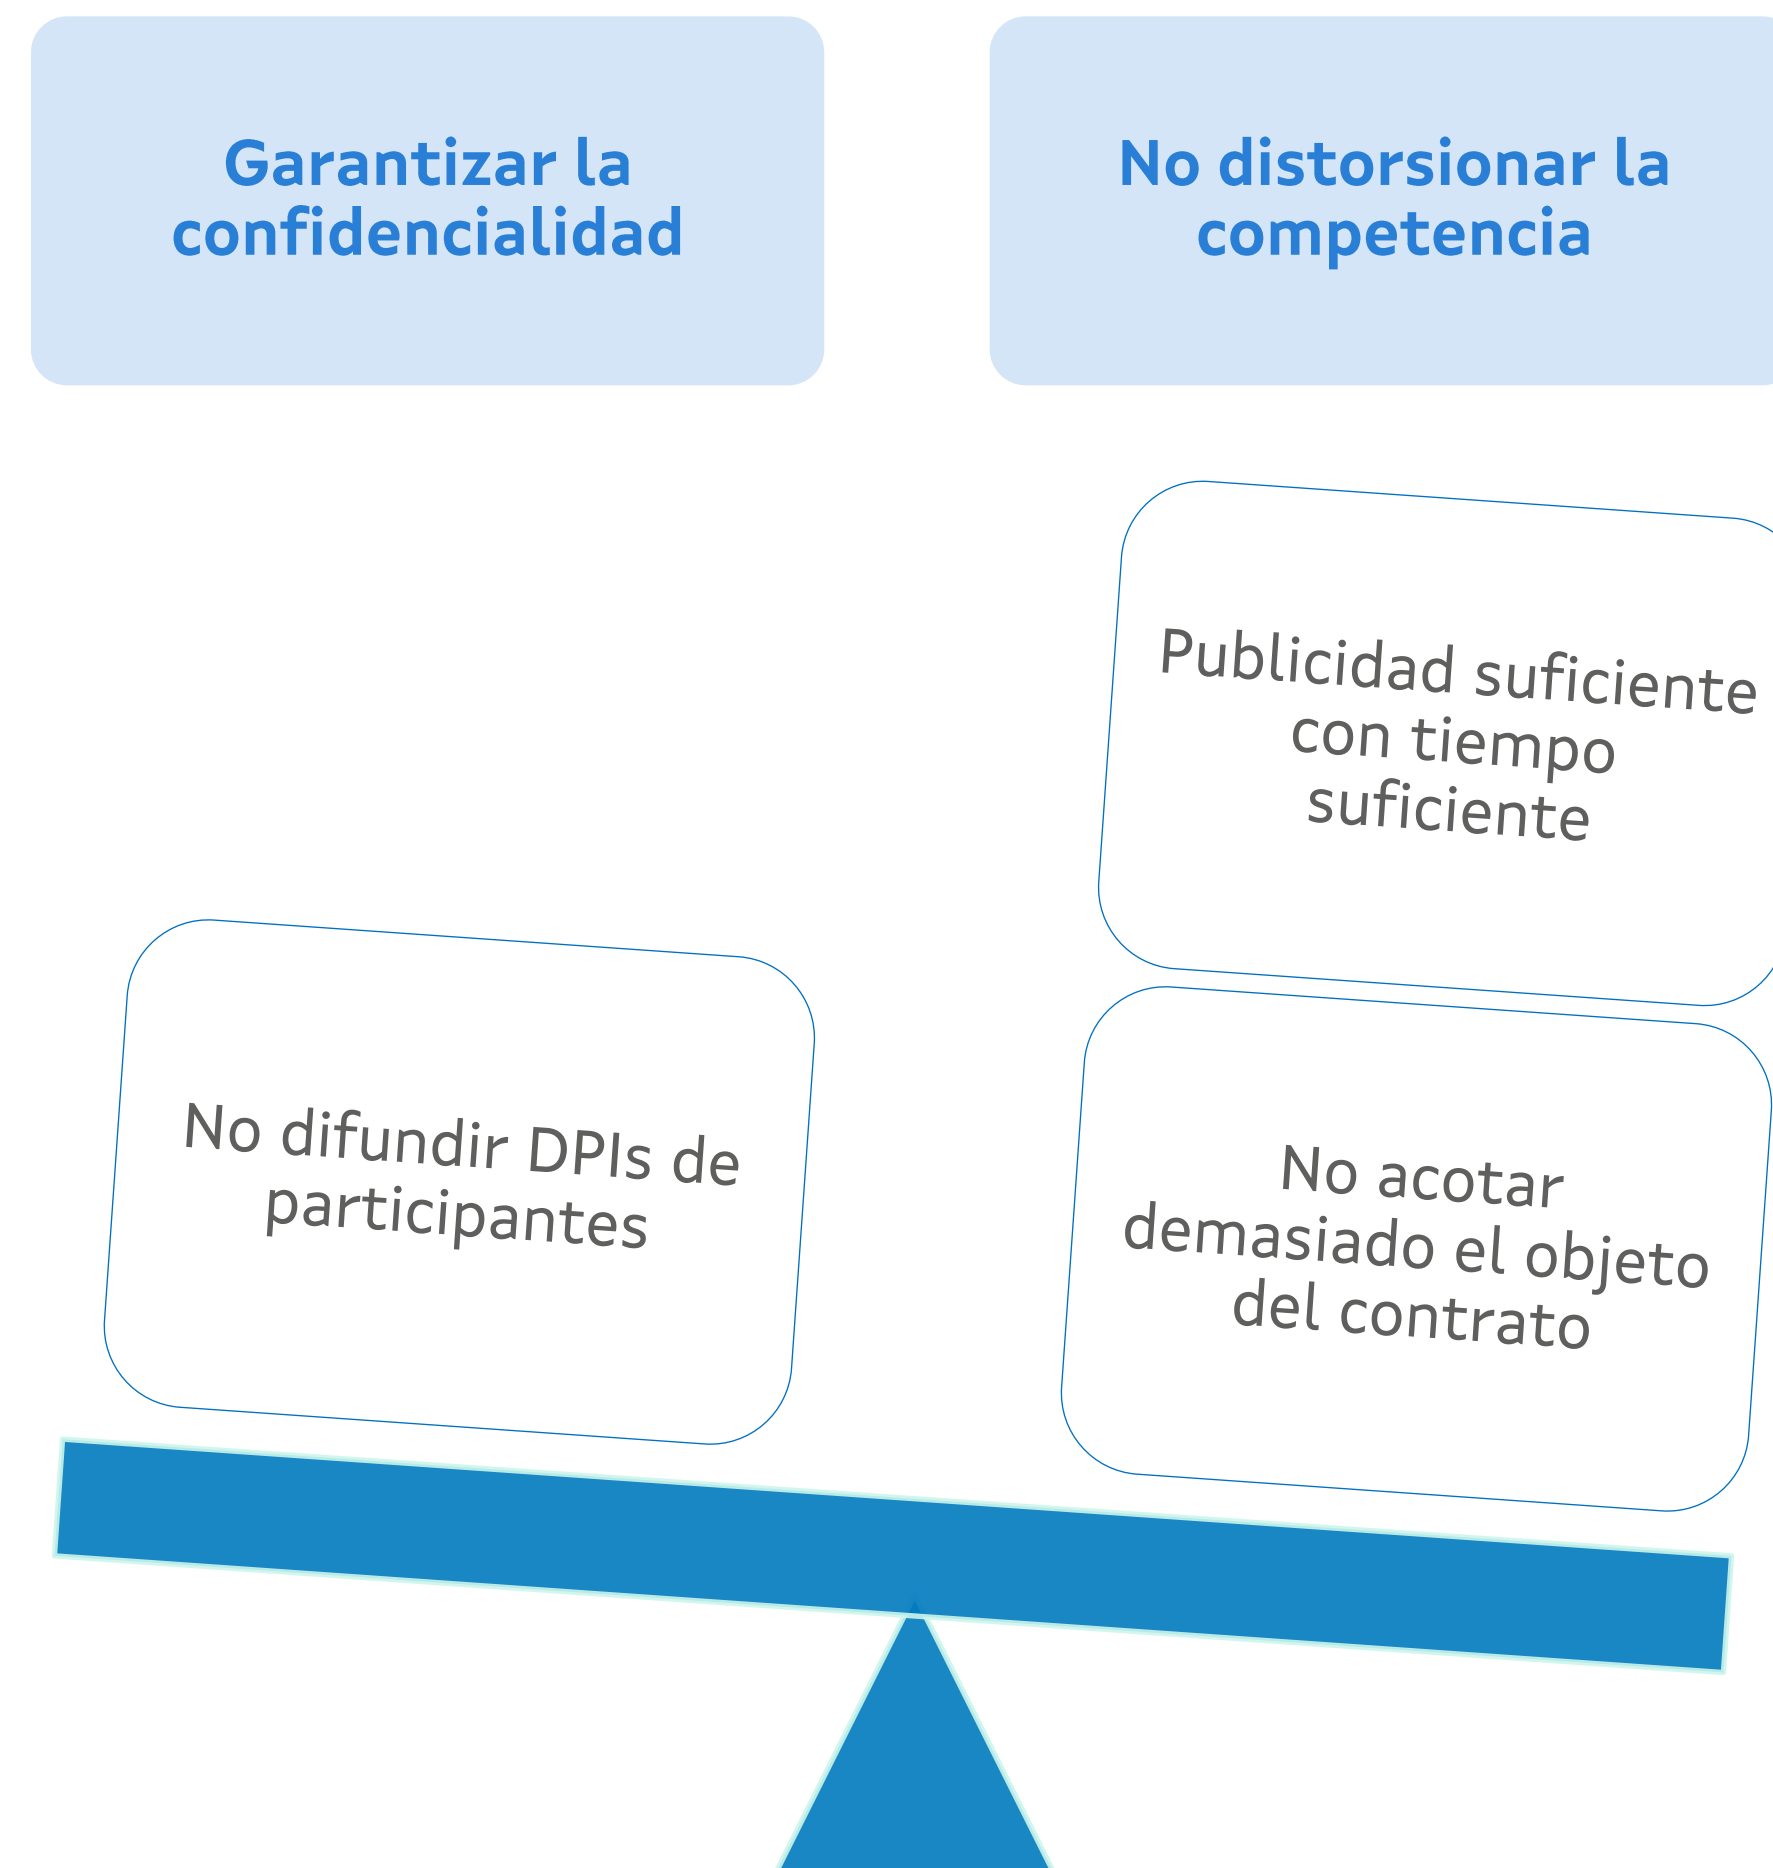 Garantizar la
confidencialidad
No distorsionar la
competencia
Publicidad suficiente
con tiempo
suficiente
No difundir DPIs de
participantes
No acotar
demasiado el objeto
del contrato